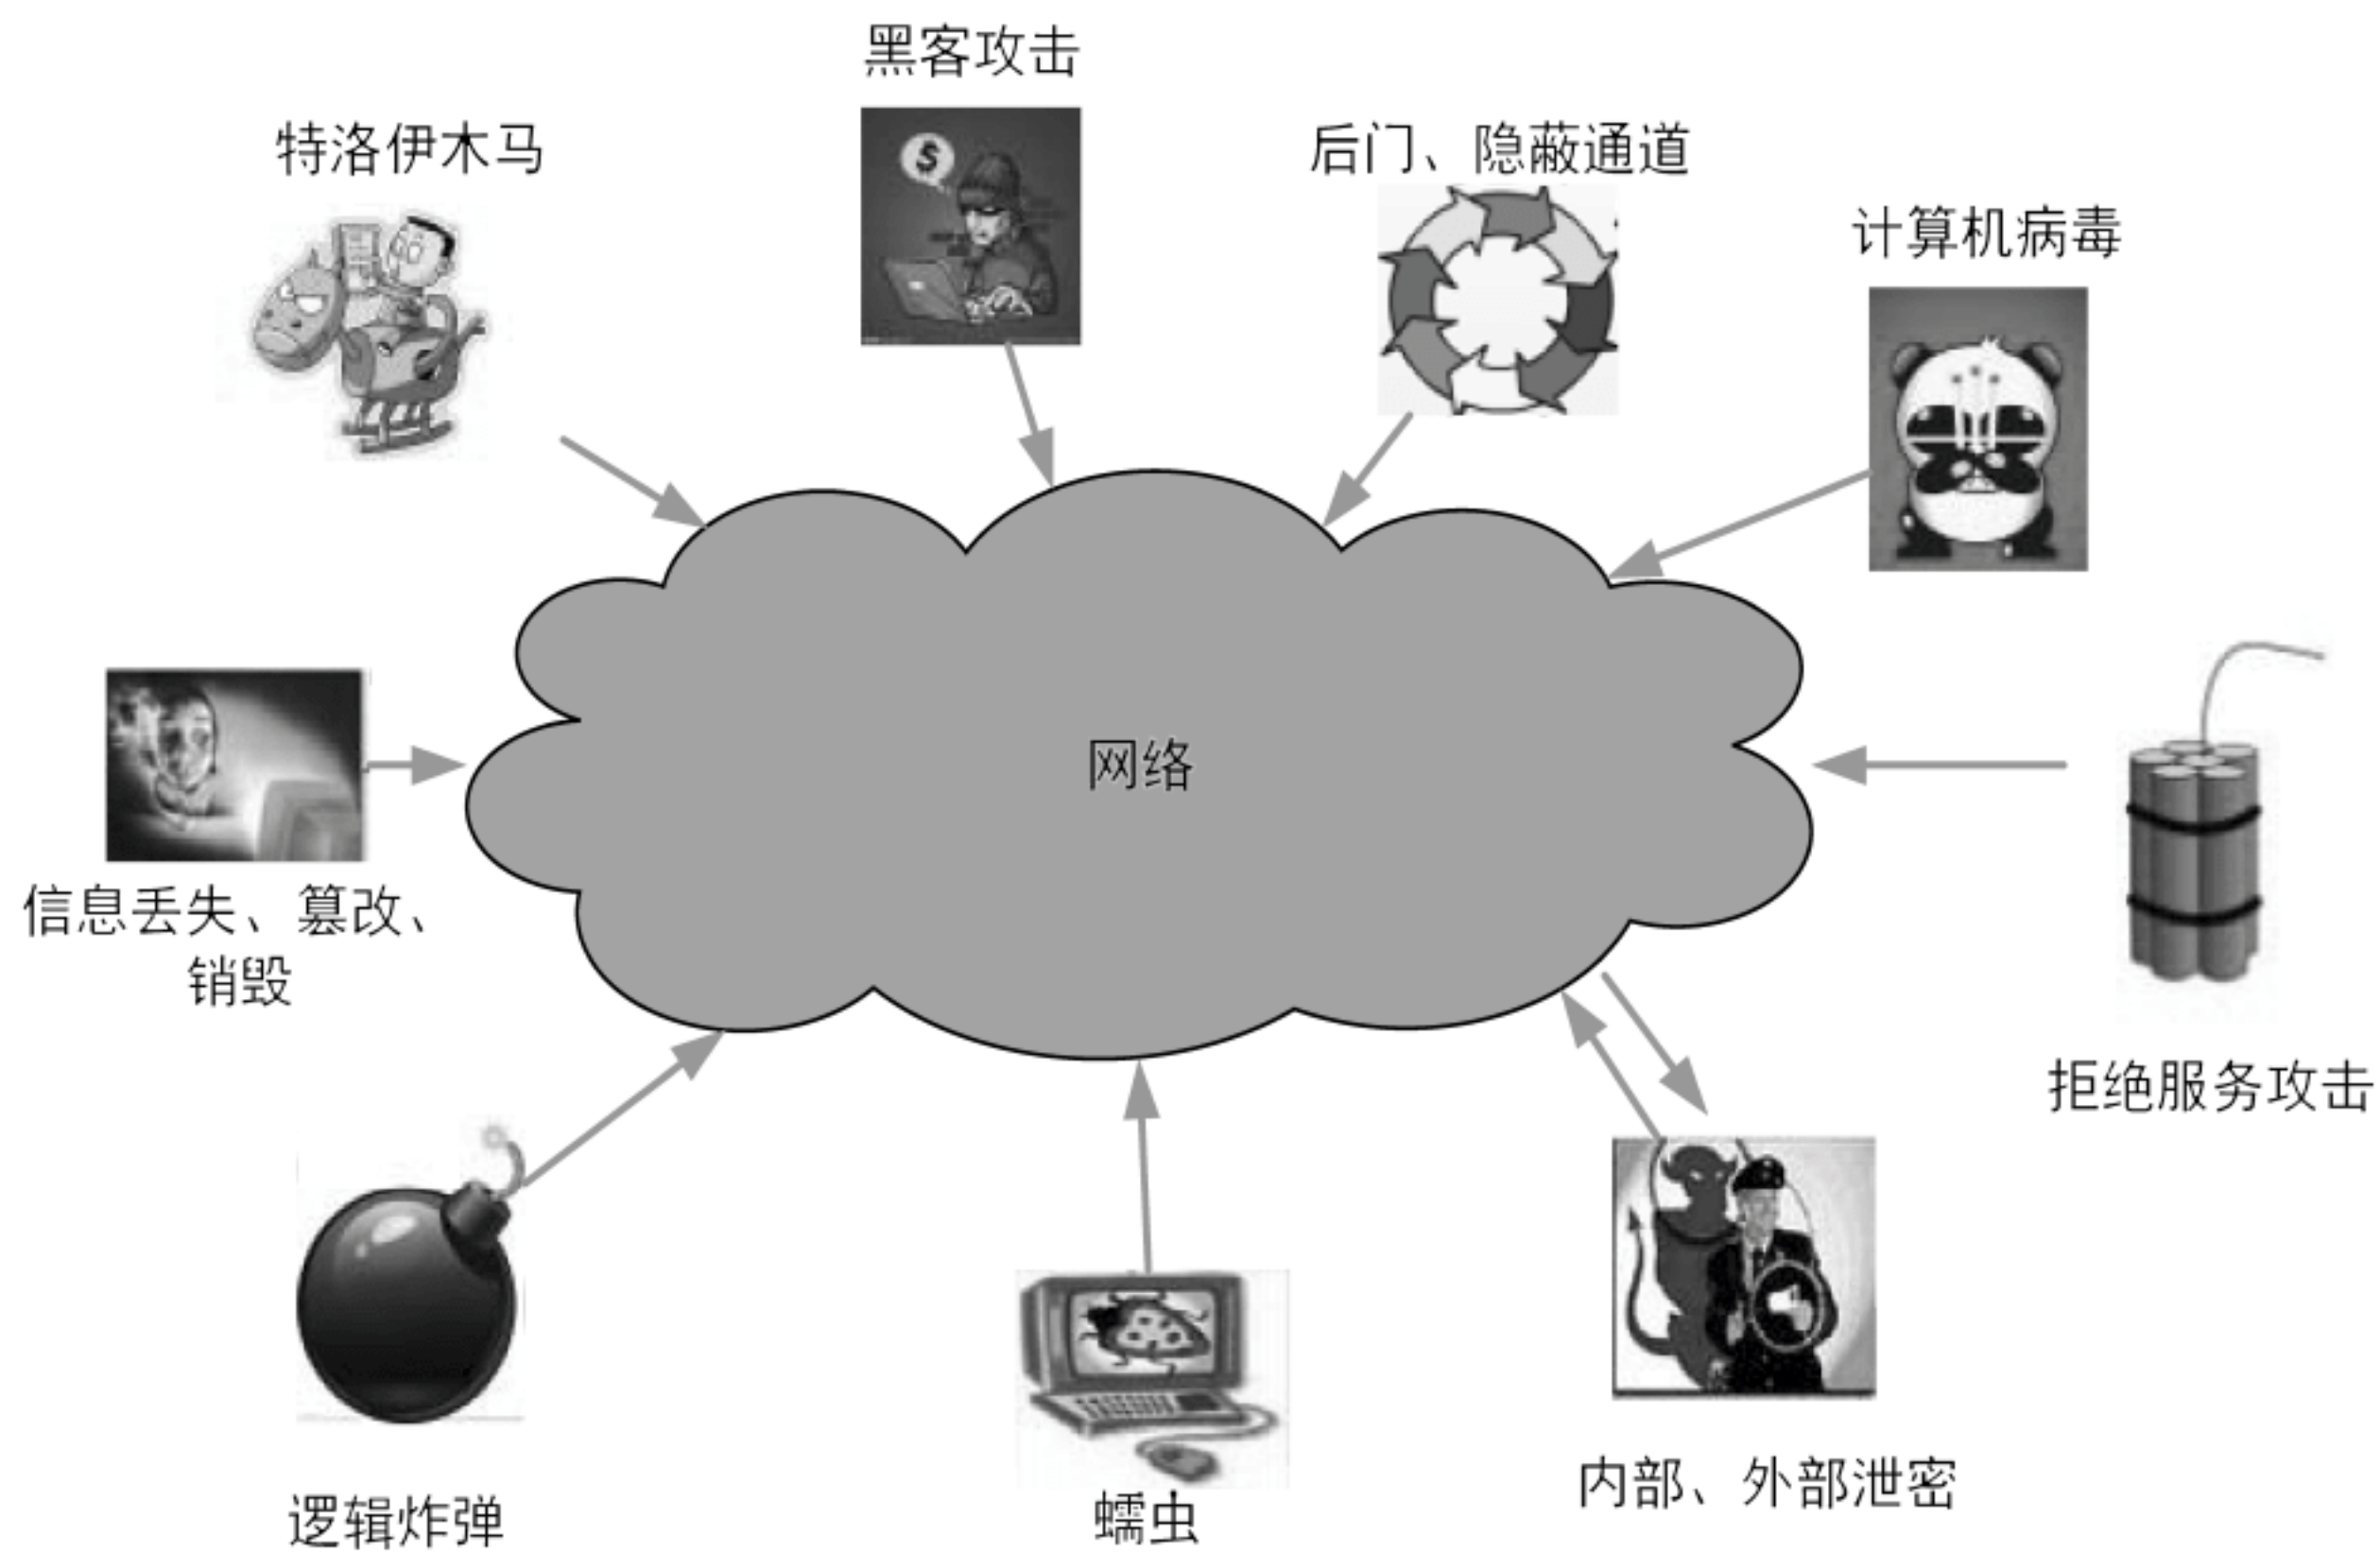 黑客攻击
特洛伊木马
后门、隐蔽通道
计算机病毒
$
网络
信息丢失、篡改、
销毁
拒绝服务攻击
逻辑炸弹
蠕虫
内部、外部泄密